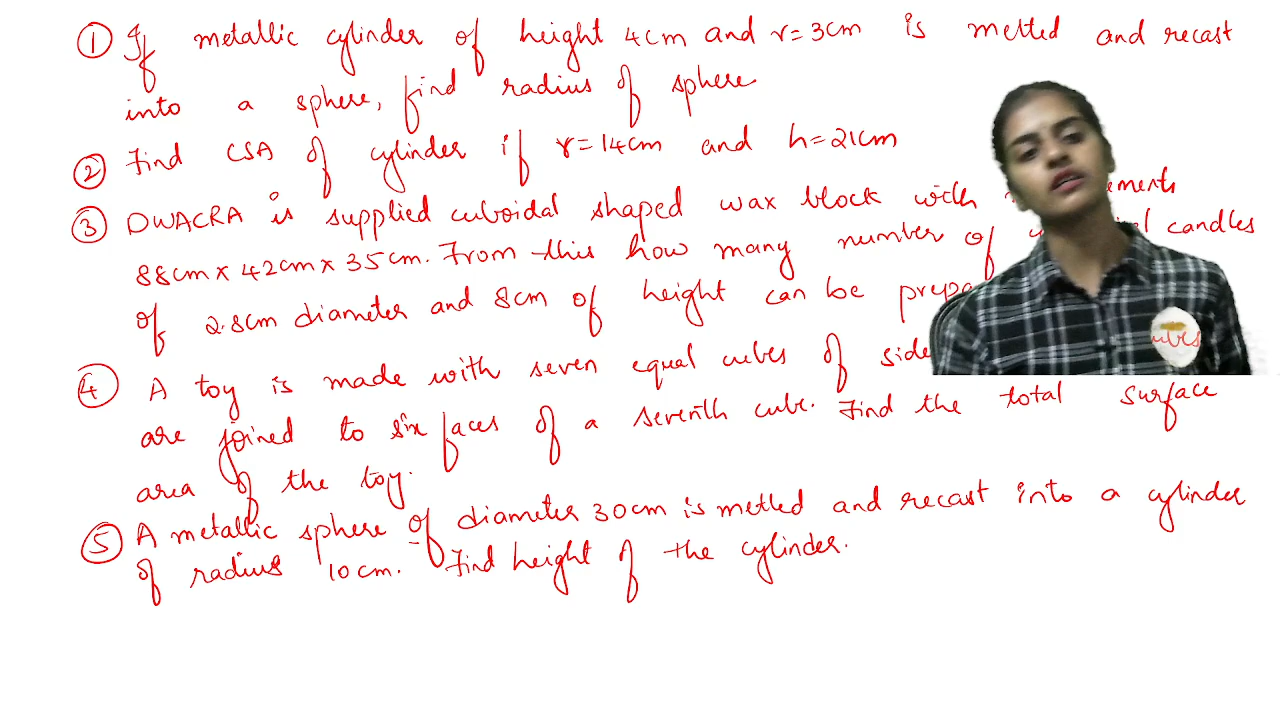 ① If metallic cylinder of height 4cm and r=3cm is melted and recast
into a sphere, find radius of sphere
② Find CSA of cylinder if r=14cm and h=21cm
③ DWACRA is supplied cuboidal shaped wax block with
88cm x 42cm x 35cm. From this how many number of candles
of 2.8cm diameter and 8cm of height can be
④ A toy is made with seven equal cubes of side
are joined to six faces of a seventh cube. Find the total surface
area of the toy.
⑤ A metallic sphere of diameter 30cm is melted and recast into a cylinder
of radius 10cm. Find height of the cylinder.